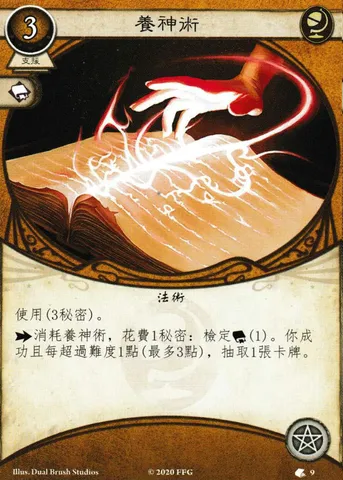 養神術
3
支援
法術
使用(3秘密)。
消耗養神術，花費1秘密：檢定(1)。你成
功且每超過難度1點(最多3點)，抽取1張卡牌。
Illus. Dual Brush Studios
© 2020 FFG
9